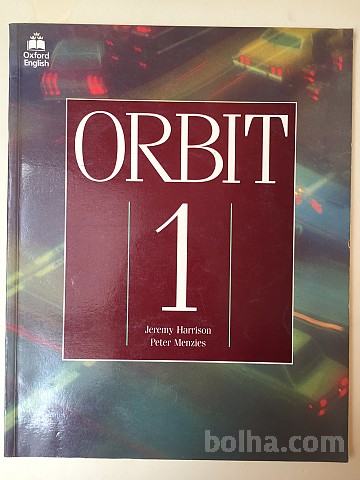 Oxford
English
ORBIT
1
Jeremy Harrison
Peter Menzies
bolha.com